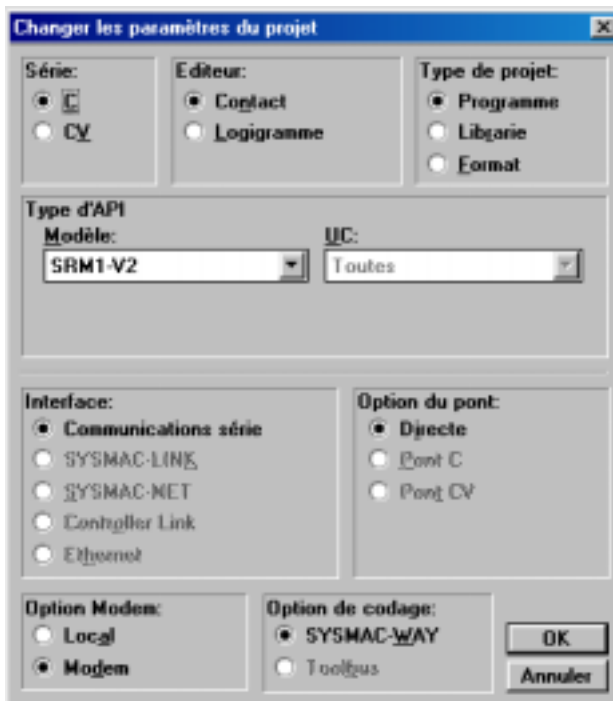 Changer les paramètres du projet
Série:
C
CV
Editeur:
Contact
Logigramme
Type de projet:
Programme
Librarie
Format
Type d'API
Modèle:
SRM1-V2
UC:
Toutes
Interface:
Communications série
SYSMAC-LINK
SYSMAC-NET
Controller Link
Ethernet
Option du pont:
Directe
Pont C
Pont CV
Option Modem:
Local
Modem
Option de codage:
SYSMAC-WAY
Toolbus
OK
Annuler